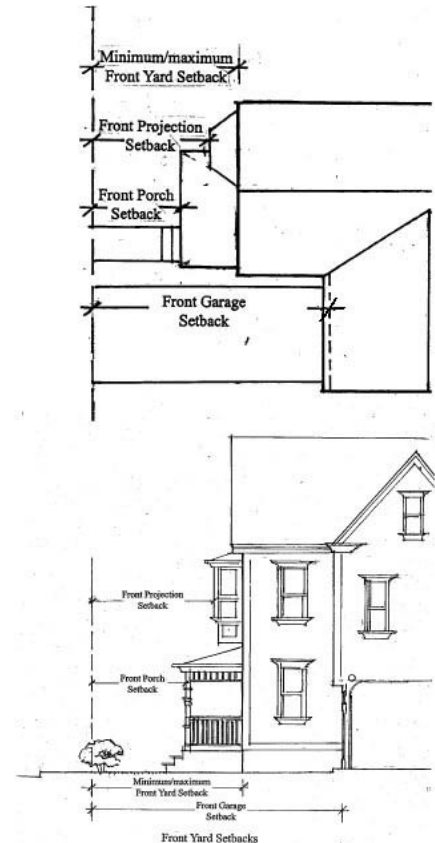 Minimum/maximum
Front Yard Setback
Front Projection
Setback
Front Porch
Setback
Front Garage
Setback
Front Projection
Setback
Front Porch
Setback
Minimum/maximum
Front Yard Setback
Front Garage
Setback
Front Yard Setbacks